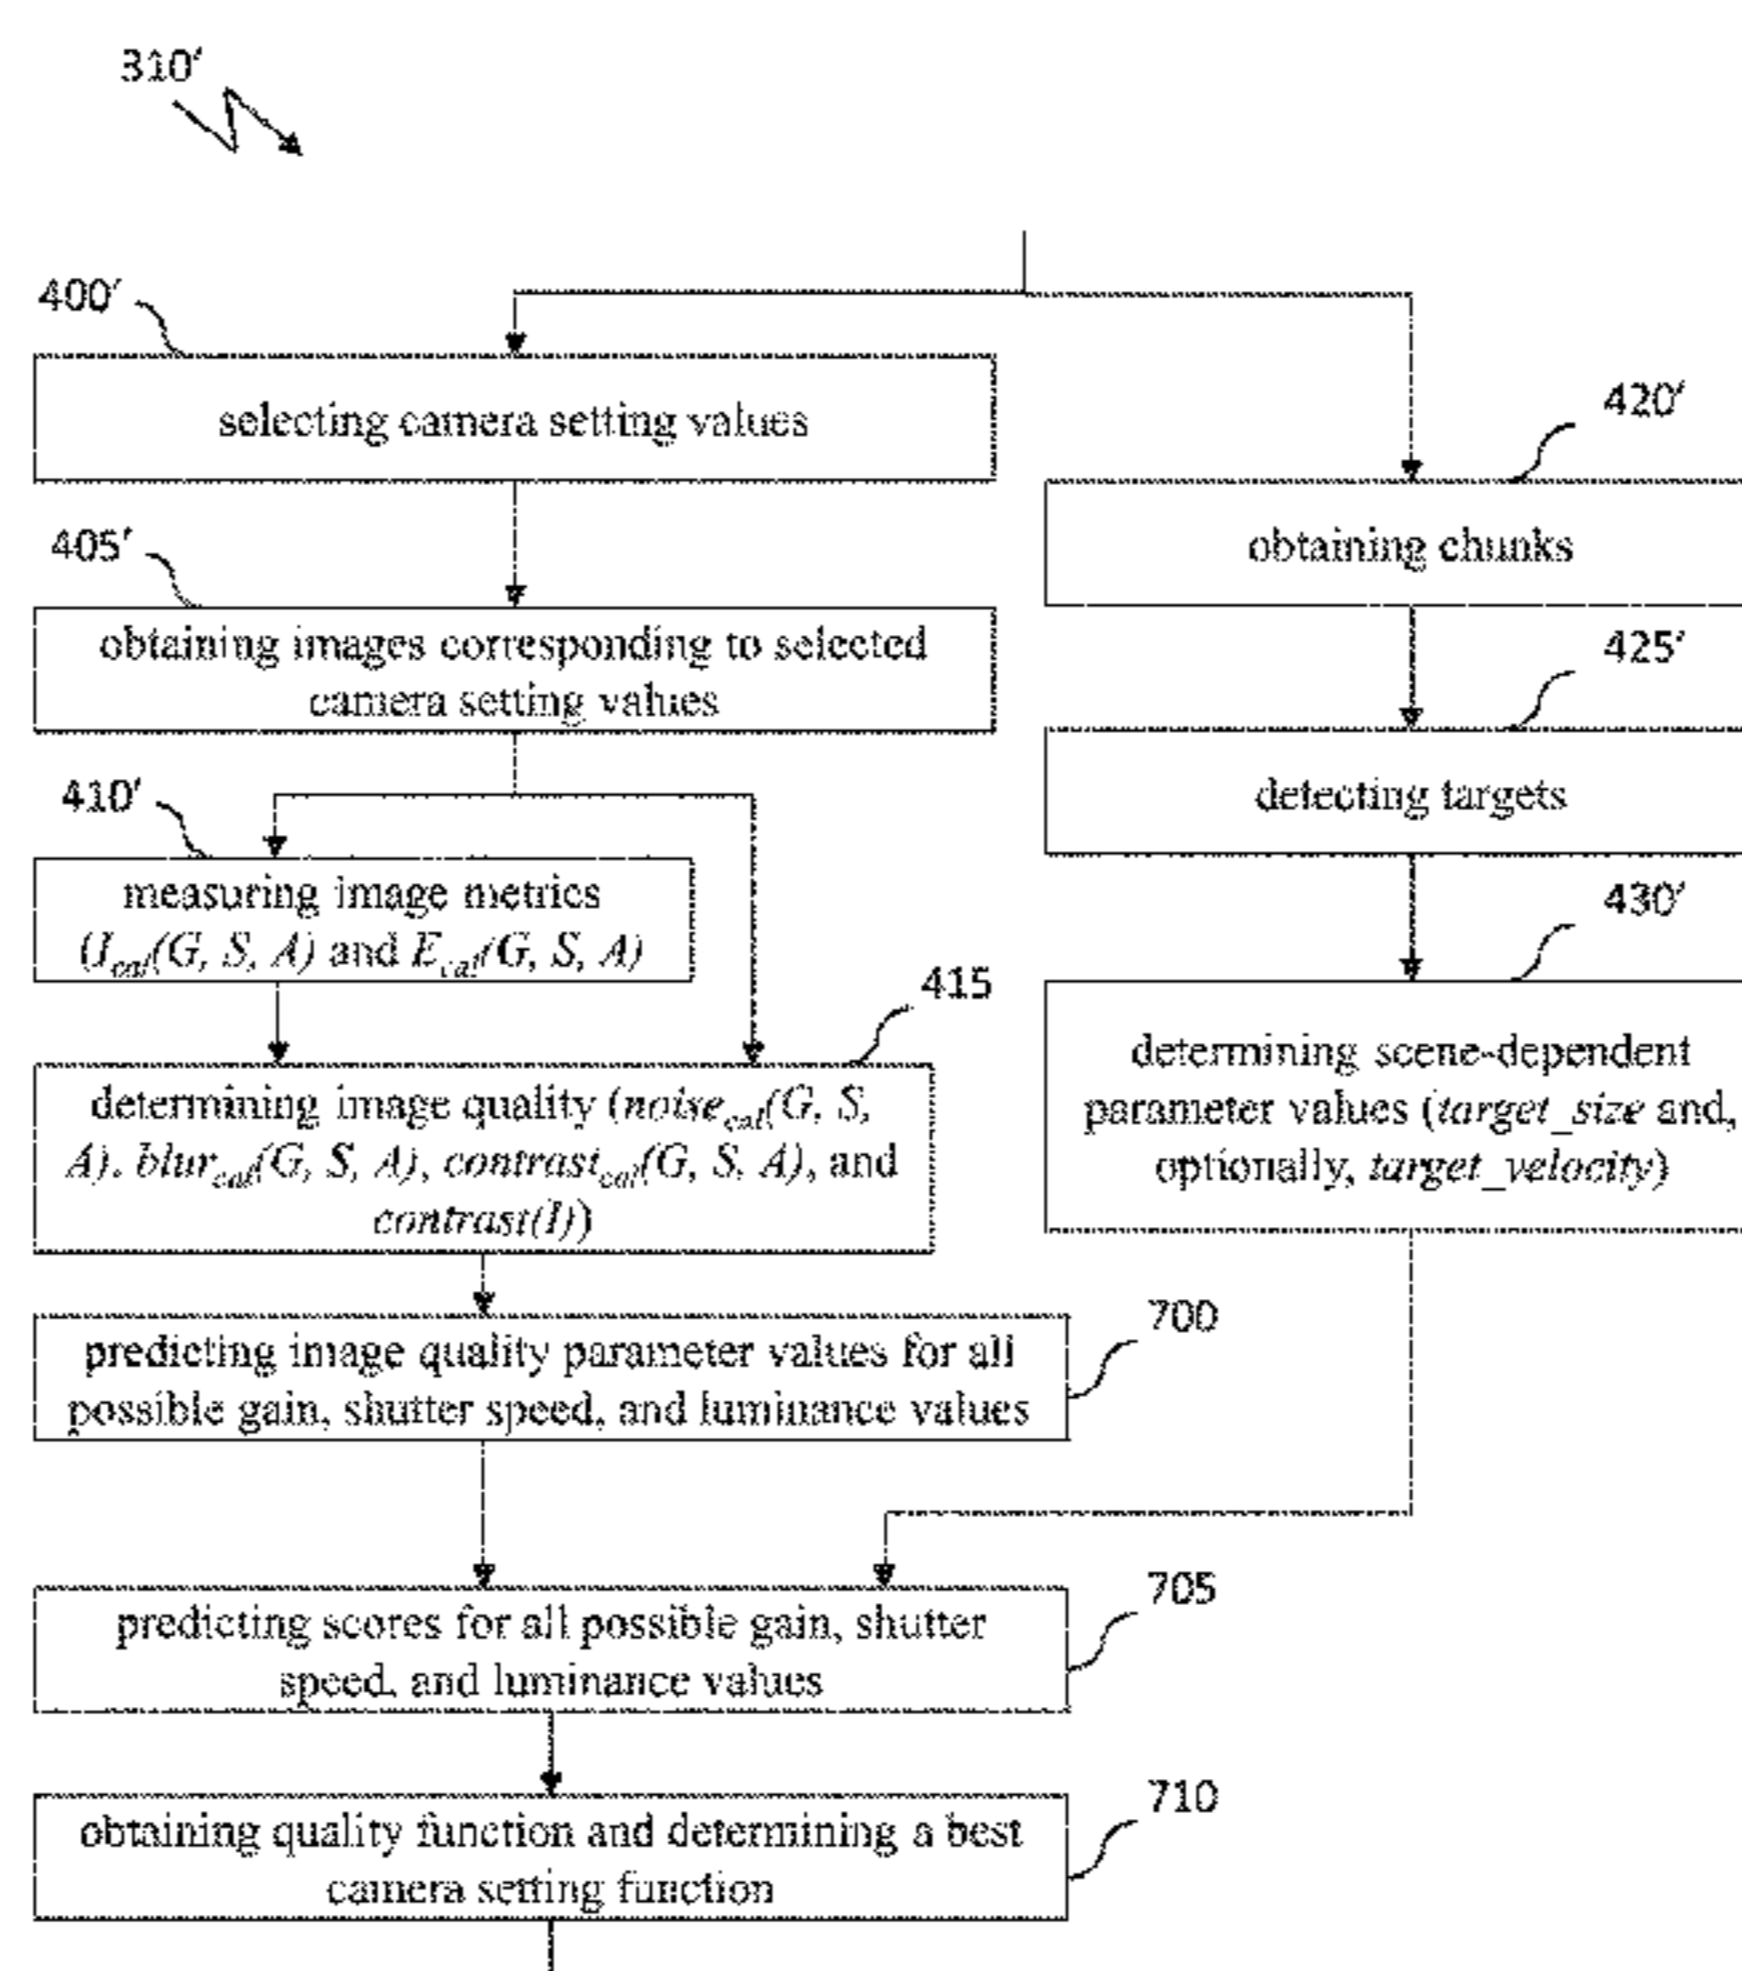 310′
400′
selecting camera setting values
405′
obtaining images corresponding to selected
camera setting values
410′
measuring image metrics
(I_cal(G, S, A) and E_cal(G, S, A)
415
determining image quality (noise_cal(G, S,
A), blur_cal(G, S, A), contrast_cal(G, S, A), and
contrast(I))
420′
obtaining chunks
425′
detecting targets
430′
determining scene-dependent
parameter values (target_size and,
optionally, target_velocity)
700
predicting image quality parameter values for all
possible gain, shutter speed, and luminance values
705
predicting scores for all possible gain, shutter
speed, and luminance values
710
obtaining quality function and determining a best
camera setting function